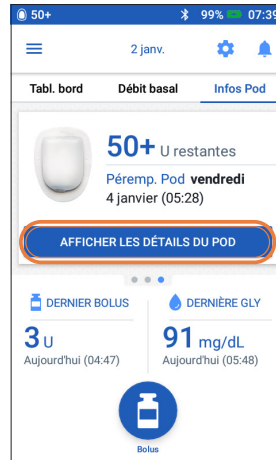 50+ 99% 07:39
2 janv.
Tabl. bord Débit basal Infos Pod
50+ U restantes
Péremp. Pod vendredi
4 janvier (05:28)
AFFICHER LES DÉTAILS DU POD
DERNIER BOLUS DERNIÈRE GLY
3 U 91 mg/dL
Aujourd'hui (04:47) Aujourd'hui (05:48)
Bolus